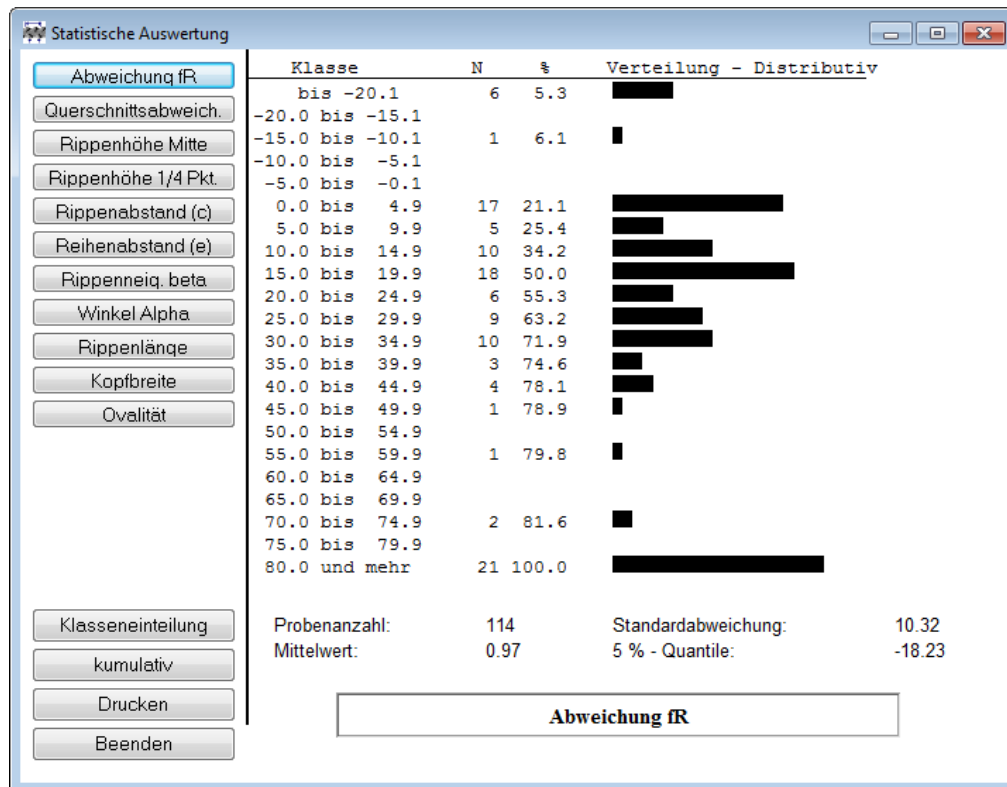 Statistische Auswertung
Abweichung fR
Querschnittsabweich.
Rippenhöhe Mitte
Rippenhöhe 1/4 Pkt.
Rippenabstand (c)
Reihenabstand (e)
Rippenneig. beta
Winkel Alpha
Rippenlänge
Kopfbreite
Ovalität
Klasseneinteilung
kumulativ
Drucken
Beenden
Klasse N % Verteilung - Distributiv
bis -20.1 6 5.3
-20.0 bis -15.1
-15.0 bis -10.1 1 6.1
-10.0 bis -5.1
-5.0 bis -0.1
0.0 bis 4.9 17 21.1
5.0 bis 9.9 5 25.4
10.0 bis 14.9 10 34.2
15.0 bis 19.9 18 50.0
20.0 bis 24.9 6 55.3
25.0 bis 29.9 9 63.2
30.0 bis 34.9 10 71.9
35.0 bis 39.9 3 74.6
40.0 bis 44.9 4 78.1
45.0 bis 49.9 1 78.9
50.0 bis 54.9
55.0 bis 59.9 1 79.8
60.0 bis 64.9
65.0 bis 69.9
70.0 bis 74.9 2 81.6
75.0 bis 79.9
80.0 und mehr 21 100.0
Probenanzahl: 114 Standardabweichung: 10.32
Mittelwert: 0.97 5 % - Quantile: -18.23
Abweichung fR